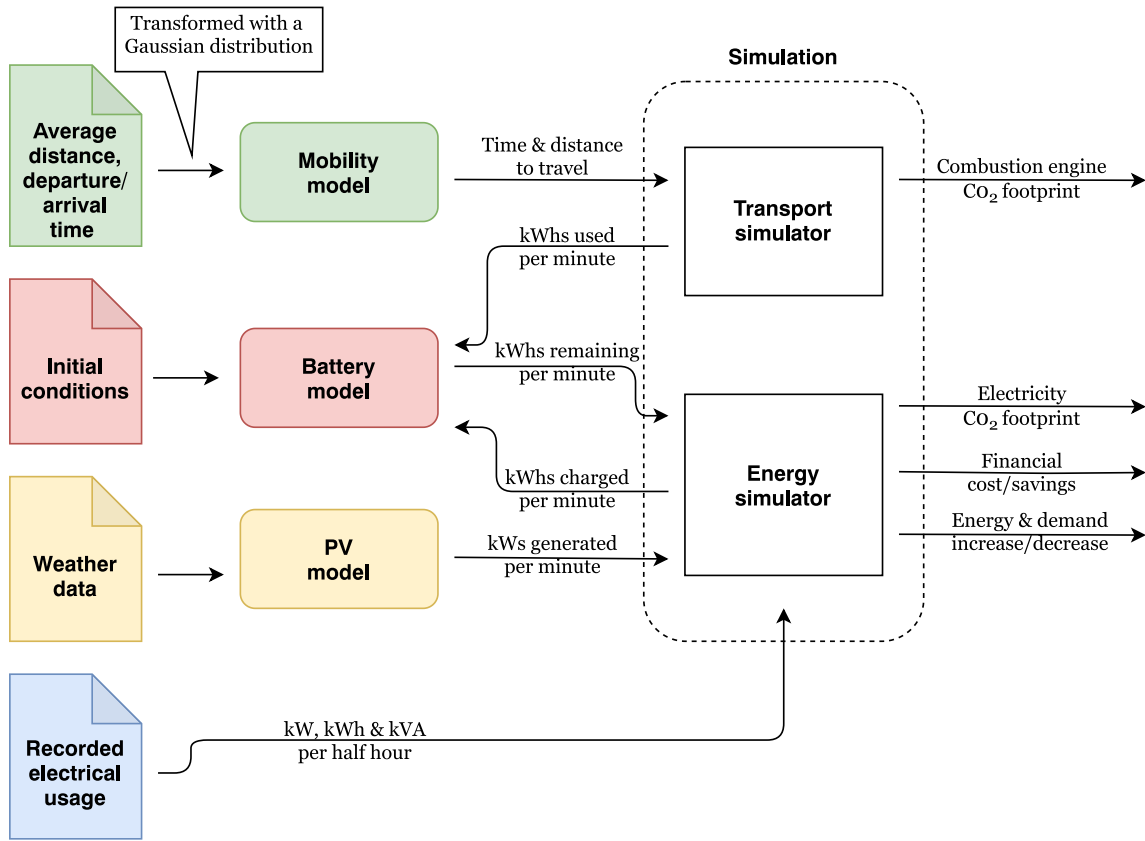 Transformed with a
Gaussian distribution
Simulation
Average
distance,
departure/
arrival
time
Mobility
model
Time & distance
to travel
Transport
simulator
Combustion engine
CO₂ footprint
kWhs used
per minute
Initial
conditions
Battery
model
kWhs remaining
per minute
Energy
simulator
Electricity
CO₂ footprint
kWhs charged
per minute
Financial
cost/savings
Weather
data
PV
model
kWs generated
per minute
Energy & demand
increase/decrease
Recorded
electrical
usage
kW, kWh & kVA
per half hour